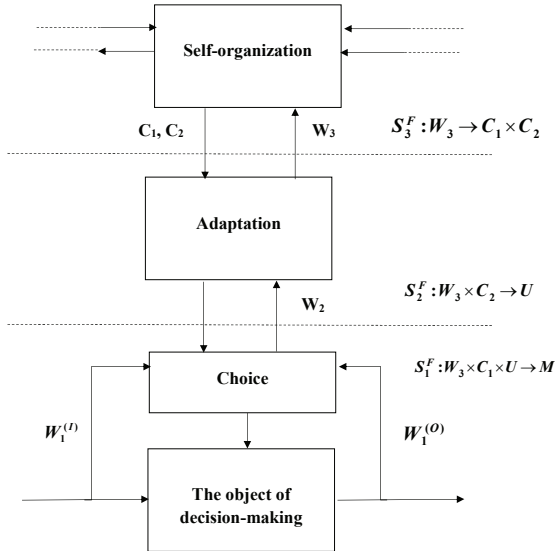 Self-organization
C₁, C₂
W₃
S₃ᶠ : W₃ → C₁ × C₂
Adaptation
W₂
S₂ᶠ : W₃ × C₂ → U
Choice
S₁ᶠ : W₃ × C₁ × U → M
W₁⁽ᴵ⁾
W₁⁽ᴼ⁾
The object of
decision-making